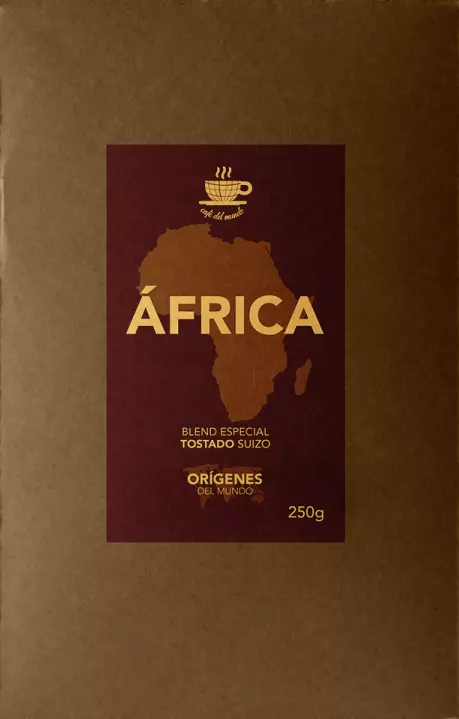 café del mundo
ÁFRICA
BLEND ESPECIAL
TOSTADO SUIZO
ORÍGENES
DEL MUNDO
250g